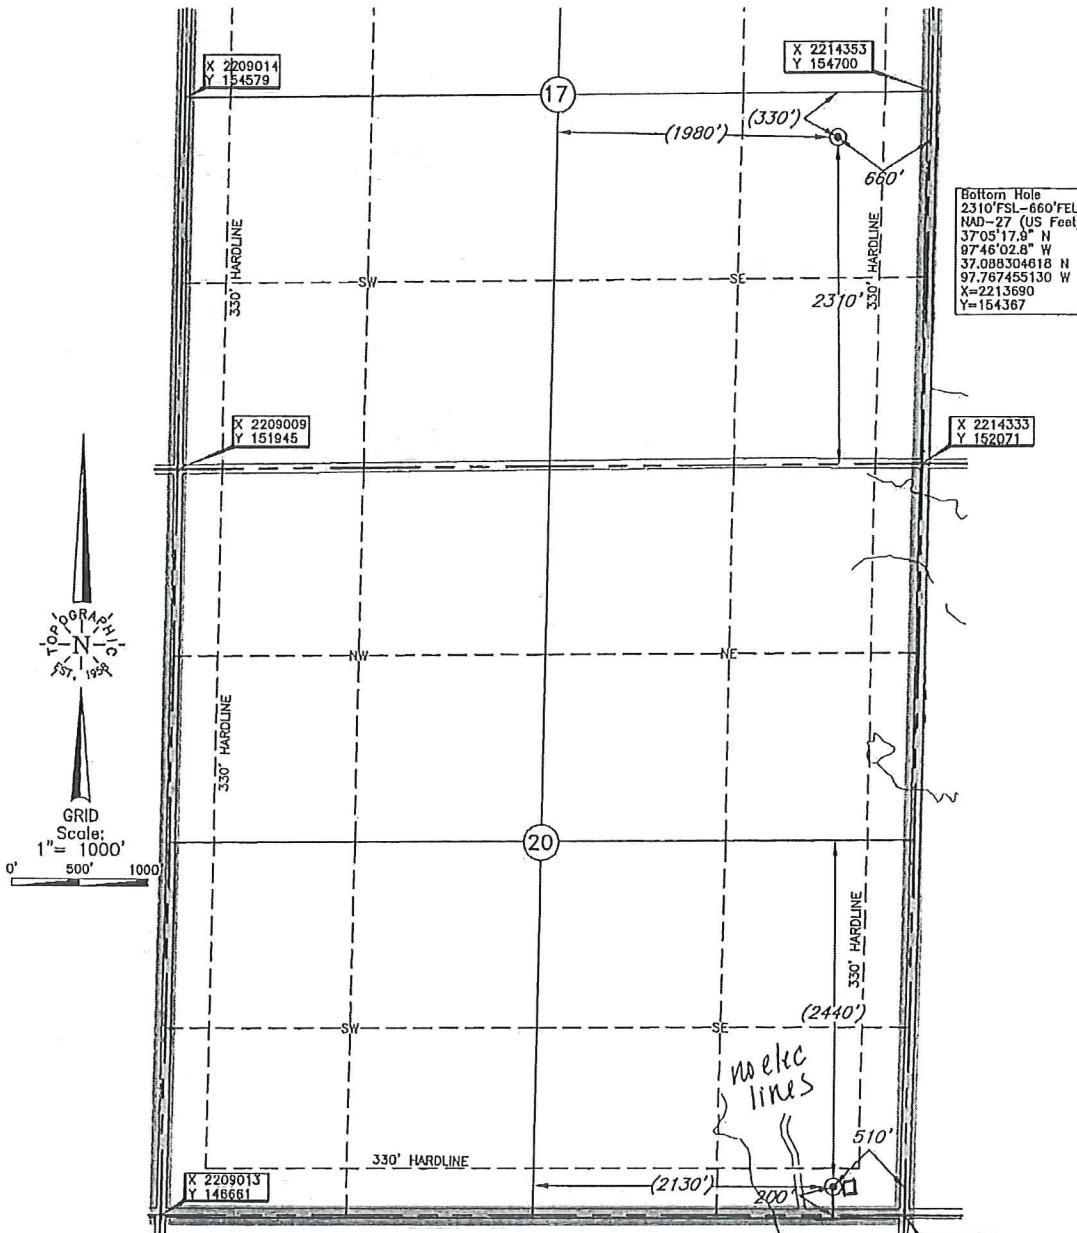 X 2209014
Y 154579
X 2214353
Y 154700
17
(330')
(1980')
660'
Bottom Hole
2310'FSL-660'FEL
NAD-27 (US Feet)
37°05'17.9" N
97°46'02.8" W
37.088304618 N
97.767455130 W
X=2213690
Y=154367
330' HARDLINE
330' HARDLINE
SW
SE
2310'
X 2209009
Y 151945
X 2214333
Y 152071
TOPOGRAPHIC
N
EST. 1958
NW
NE
330' HARDLINE
GRID
Scale:
1"= 1000'
0' 500' 1000'
20
330' HARDLINE
(2440')
SW
SE
no elec
lines
510'
330' HARDLINE
X 2209013
Y 146661
(2130')
200'